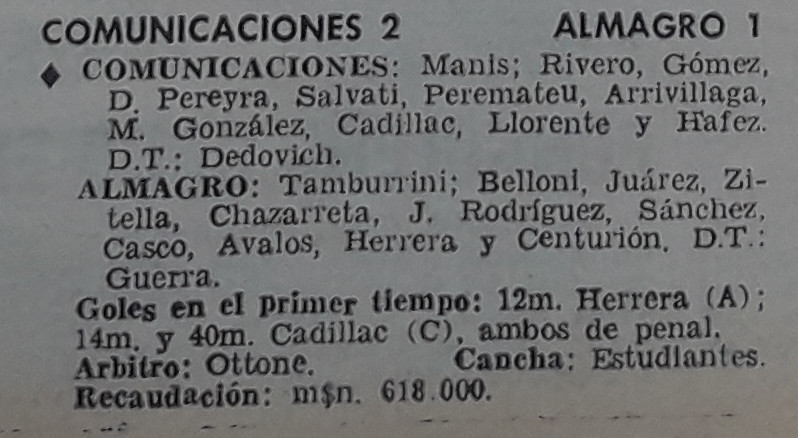 COMUNICACIONES 2 ALMAGRO 1
◆ COMUNICACIONES: Manis; Rivero, Gómez,
D. Pereyra, Salvati, Peremateu, Arrivillaga,
M. González, Cadillac, Llorente y Hafez.
D.T.: Dedovich.
ALMAGRO: Tamburrini; Belloni, Juárez, Zi-
tella, Chazarreta, J. Rodríguez, Sánchez,
Casco, Avalos, Herrera y Centurión. D.T.:
Guerra.
Goles en el primer tiempo: 12m. Herrera (A);
14m. y 40m. Cadillac (C), ambos de penal.
Arbitro: Ottone. Cancha: Estudiantes.
Recaudación: m$n. 618.000.